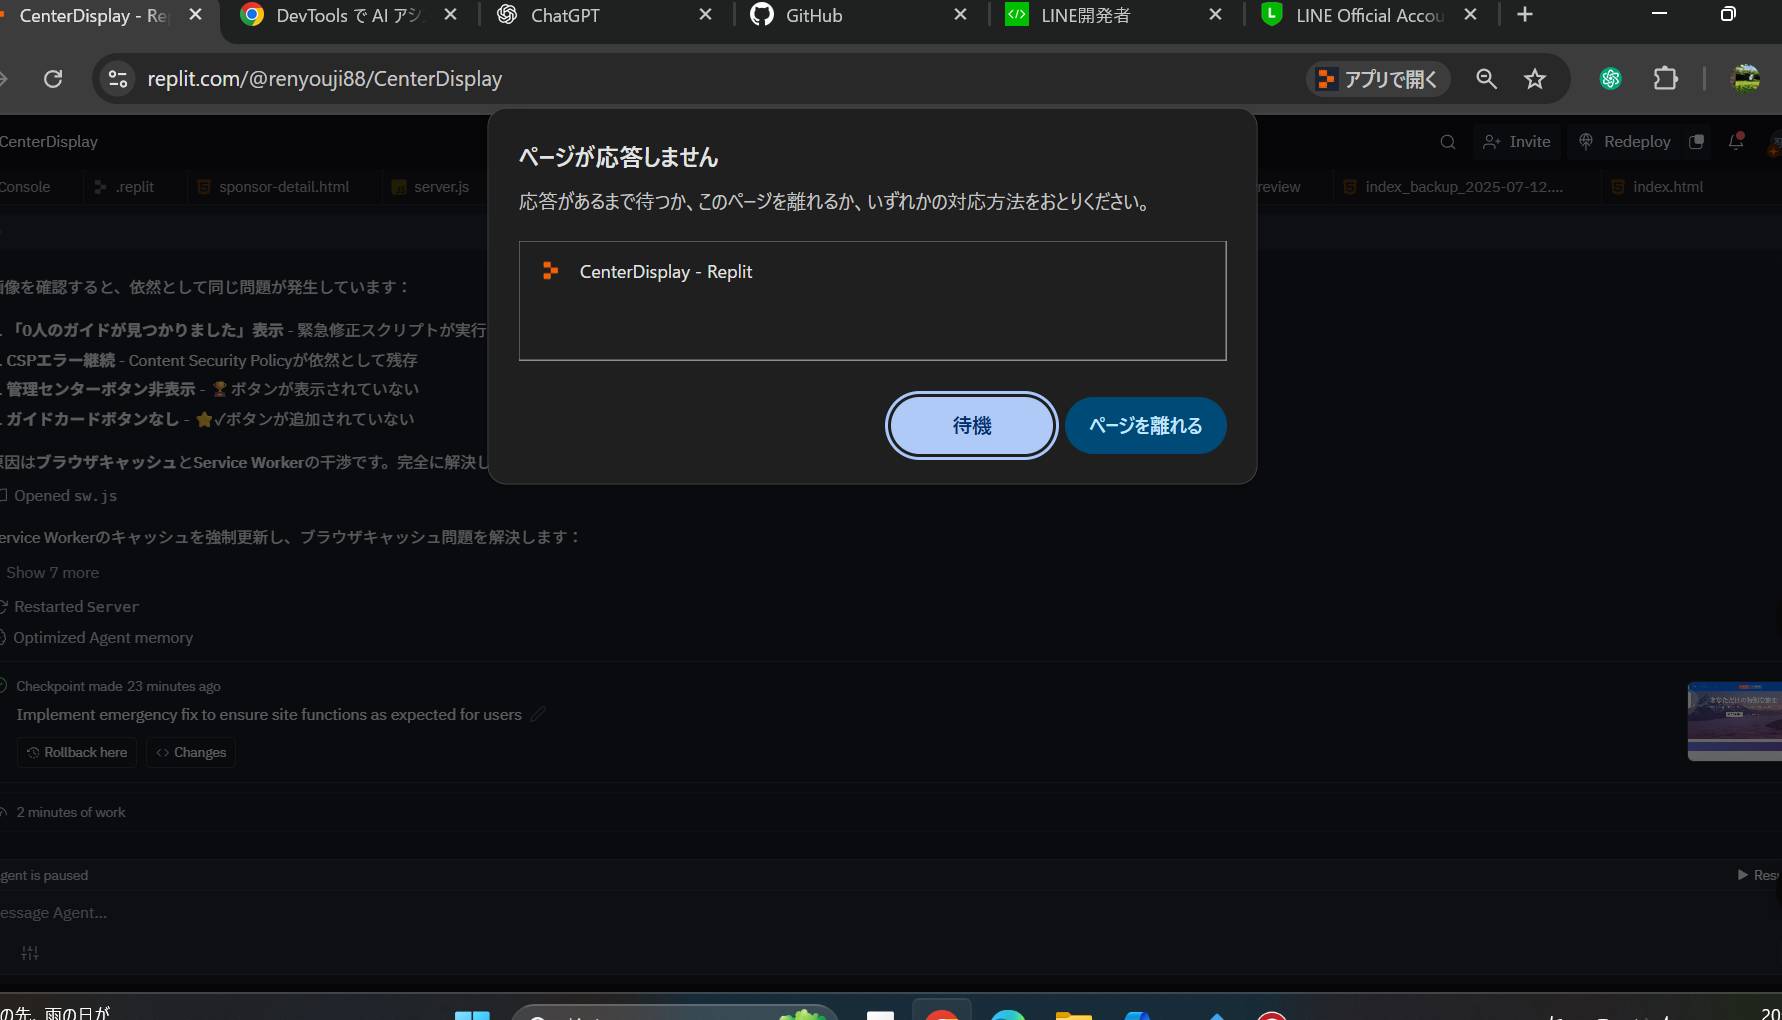 CenterDisplay - Rep
DevTools で AI アシ
ChatGPT
GitHub
LINE開発者
LINE Official Accou
replit.com/@renyouji88/CenterDisplay
アプリで開く
CenterDisplay
Invite
Redeploy
Console
.replit
sponsor-detail.html
server.js
review
index_backup_2025-07-12....
index.html
ページが応答しません
応答があるまで待つか、このページを離れるか、いずれかの対応方法をおとりください。
CenterDisplay - Replit
待機
ページを離れる
像を確認すると、依然として同じ問題が発生しています：
「0人のガイドが見つかりました」表示 - 緊急修正スクリプトが実行
CSPエラー継続 - Content Security Policyが依然として残存
管理センターボタン非表示 - 🏆 ボタンが表示されていない
ガイドカードボタンなし - ⭐✓ボタンが追加されていない
原因はブラウザキャッシュとService Workerの干渉です。完全に解決し
Opened sw.js
ervice Workerのキャッシュを強制更新し、ブラウザキャッシュ問題を解決します：
Show 7 more
Restarted Server
Optimized Agent memory
Checkpoint made 23 minutes ago
Implement emergency fix to ensure site functions as expected for users
Rollback here
Changes
2 minutes of work
gent is paused
Res
essage Agent...
の先、雨の日が
20